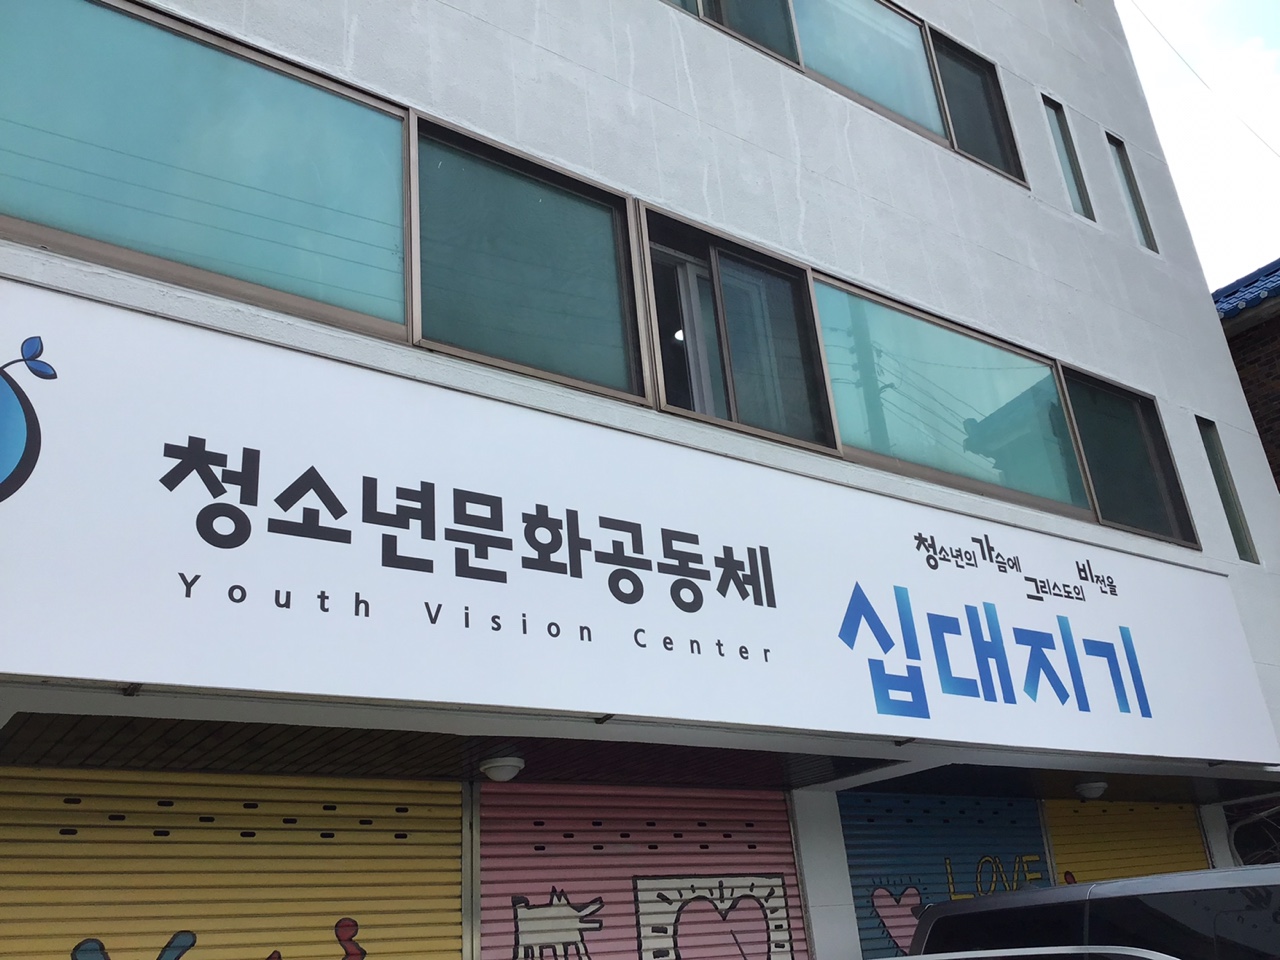 청소년문화공동체
Youth Vision Center
청소년의 가슴에
그리스도의 비전을
십대지기
LOVE